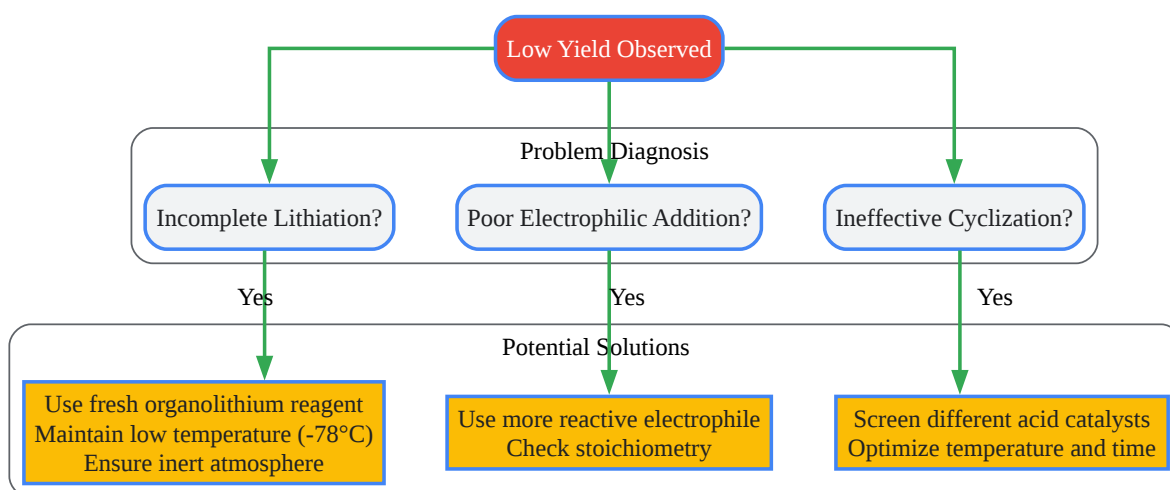 Low Yield Observed
Problem Diagnosis
Incomplete Lithiation?
Poor Electrophilic Addition?
Ineffective Cyclization?
Yes
Yes
Yes
Potential Solutions
Use fresh organolithium reagent
Maintain low temperature (-78°C)
Ensure inert atmosphere
Use more reactive electrophile
Check stoichiometry
Screen different acid catalysts
Optimize temperature and time